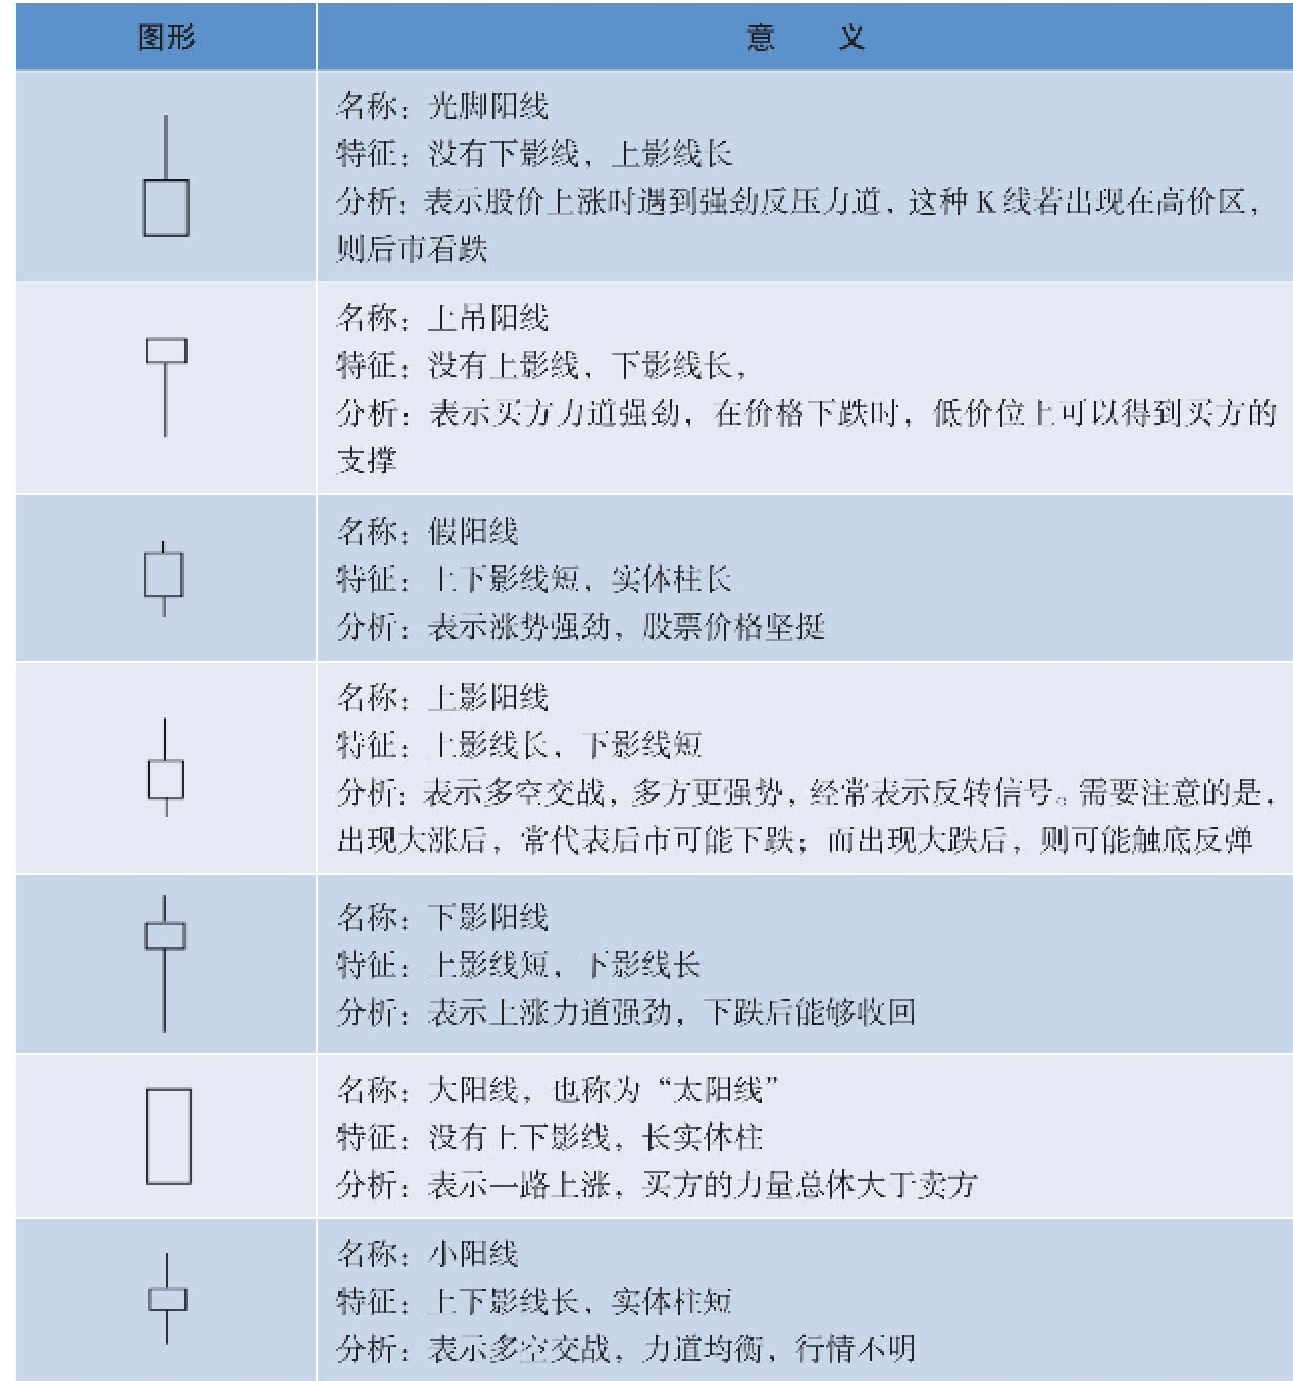 图形
意 义
名称：光脚阳线
特征：没有下影线，上影线长
分析：表示股价上涨时遇到强劲反压力道，这种K线若出现在高价区，
则后市看跌
名称：上吊阳线
特征：没有上影线，下影线长，
分析：表示买方力道强劲，在价格下跌时，低价位上可以得到买方的
支撑
名称：假阳线
特征：上下影线短，实体柱长
分析：表示涨势强劲，股票价格坚挺
名称：上影阳线
特征：上影线长，下影线短
分析：表示多空交战，多方更强势，经常表示反转信号。需要注意的是，
出现大涨后，常代表后市可能下跌；而出现大跌后，则可能触底反弹
名称：下影阳线
特征：上影线短，下影线长
分析：表示上涨力道强劲，下跌后能够收回
名称：大阳线，也称为“太阳线”
特征：没有上下影线，长实体柱
分析：表示一路上涨，买方的力量总体大于卖方
名称：小阳线
特征：上下影线长，实体柱短
分析：表示多空交战，力道均衡，行情不明